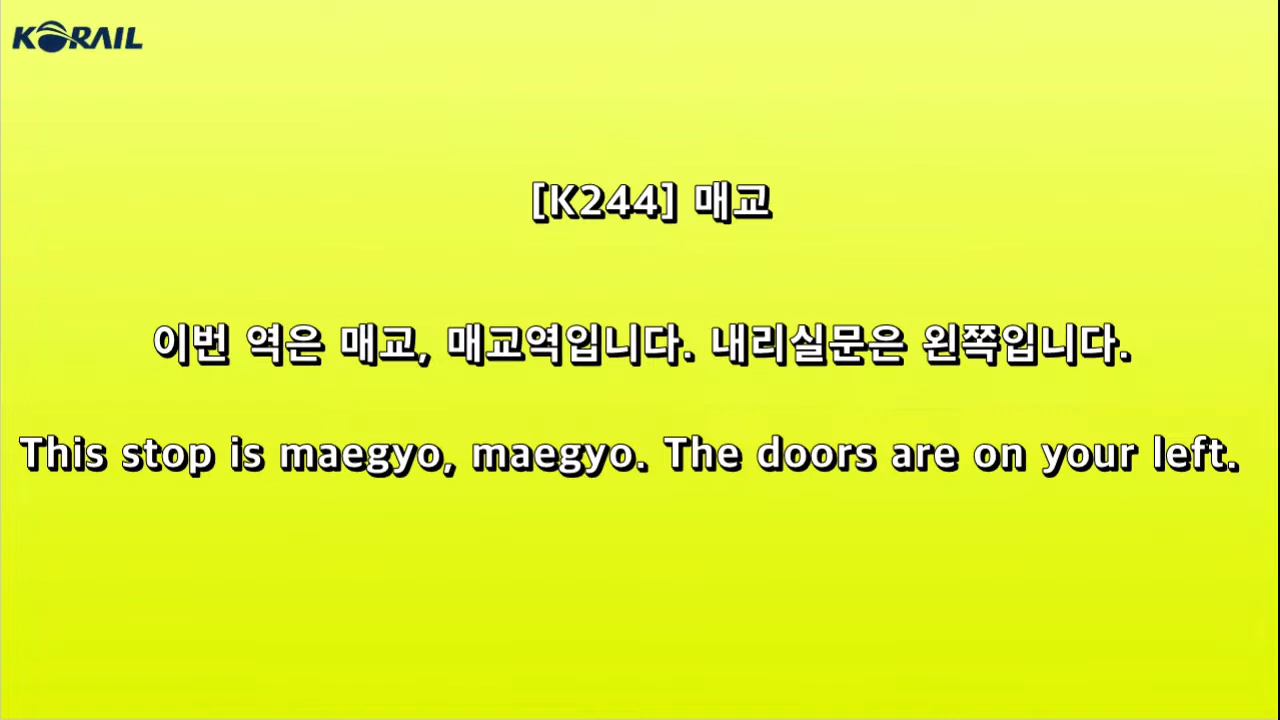 KORAIL
[K244] 매교
이번 역은 매교, 매교역입니다. 내리실문은 왼쪽입니다.
This stop is maegyo, maegyo. The doors are on your left.